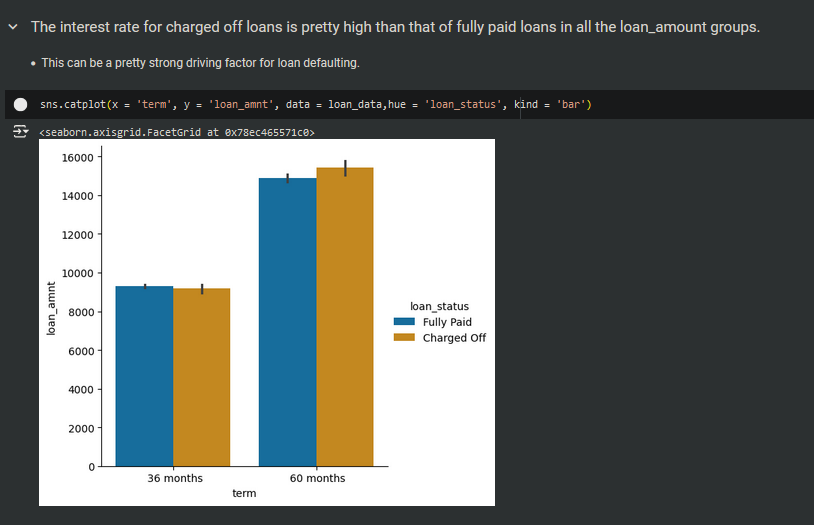 The interest rate for charged off loans is pretty high than that of fully paid loans in all the loan_amount groups.
This can be a pretty strong driving factor for loan defaulting.
sns.catplot(x = 'term', y = 'loan_amnt', data = loan_data,hue = 'loan_status', kind = 'bar')
<seaborn.axisgrid.FacetGrid at 0x78ec465571c0>
16000
14000
12000
10000
8000
6000
4000
2000
0
loan_amnt
36 months
60 months
term
loan_status
Fully Paid
Charged Off